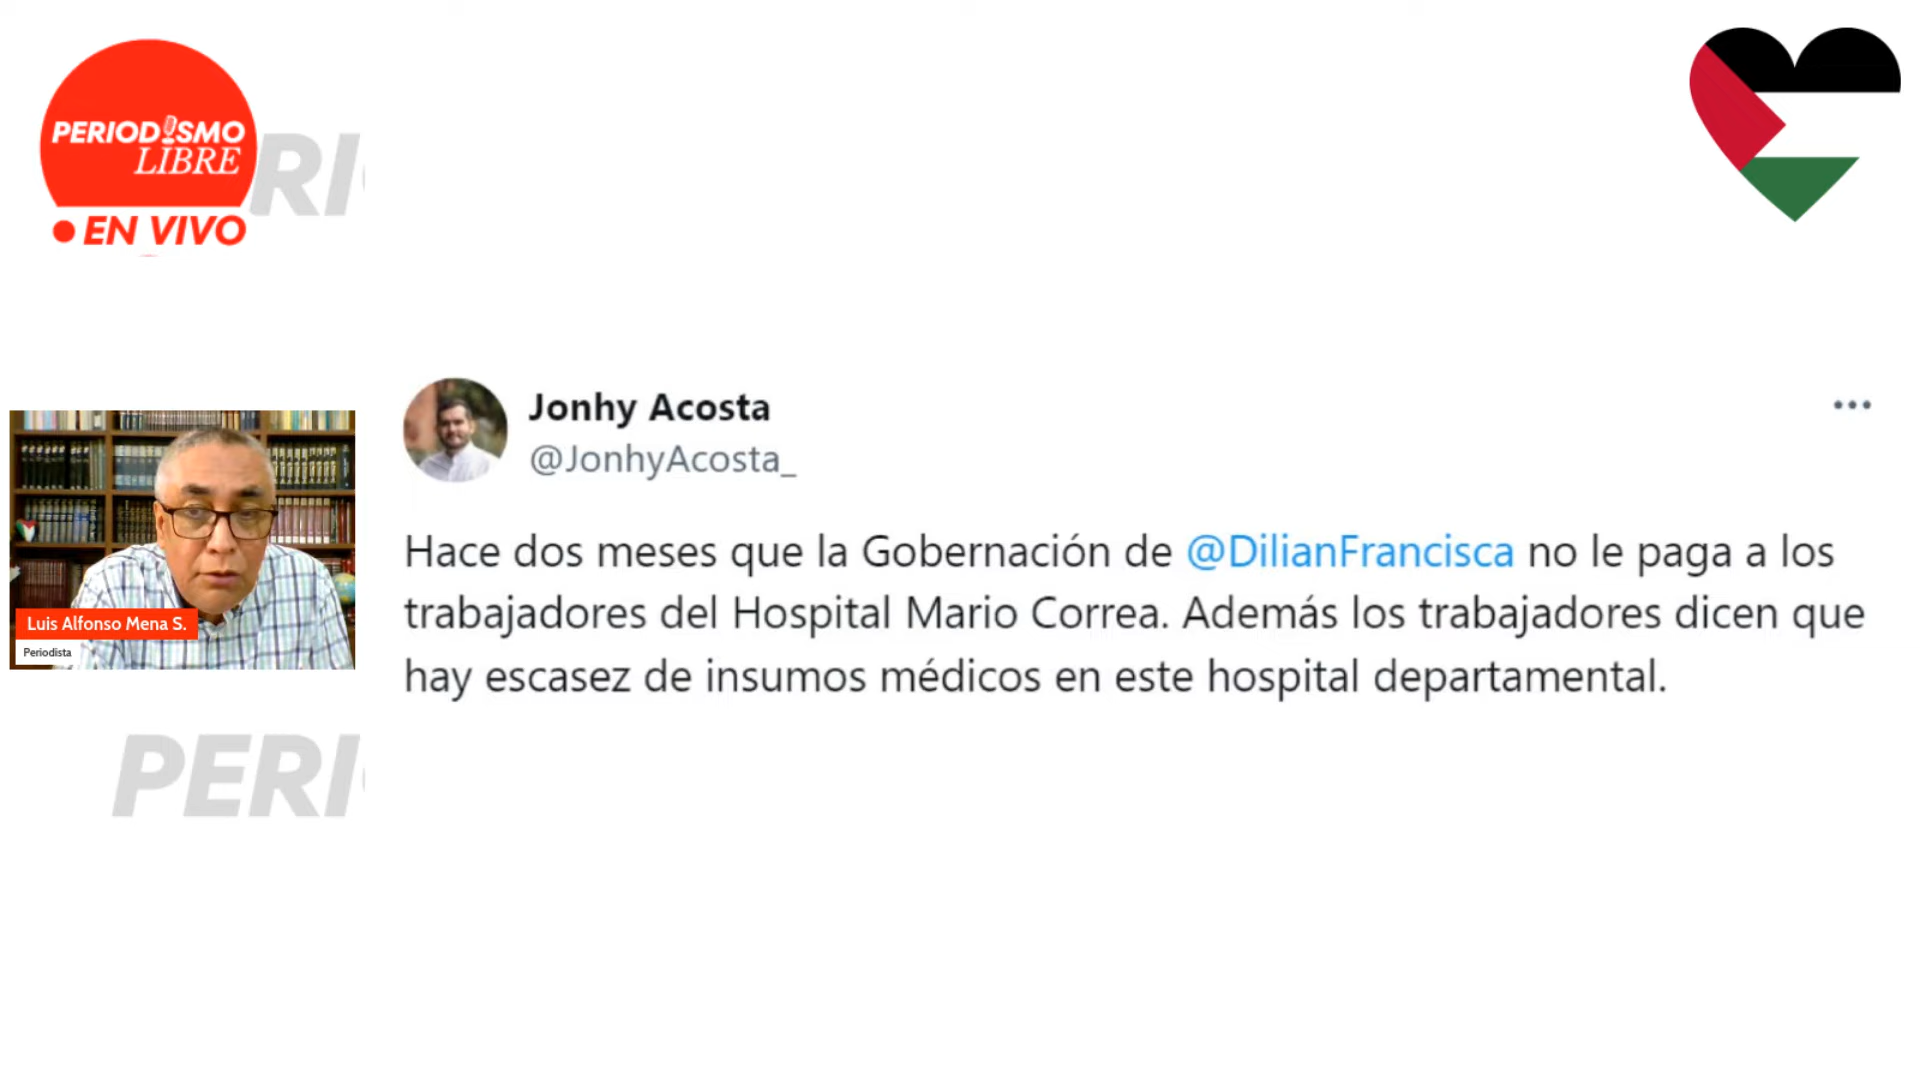 PERIODISMO
LIBRE
EN VIVO
RI
Jonhy Acosta
@JonhyAcosta_
Hace dos meses que la Gobernación de @DilianFrancisca no le paga a los
trabajadores del Hospital Mario Correa. Además los trabajadores dicen que
hay escasez de insumos médicos en este hospital departamental.
Luis Alfonso Mena S.
Periodista
PERI